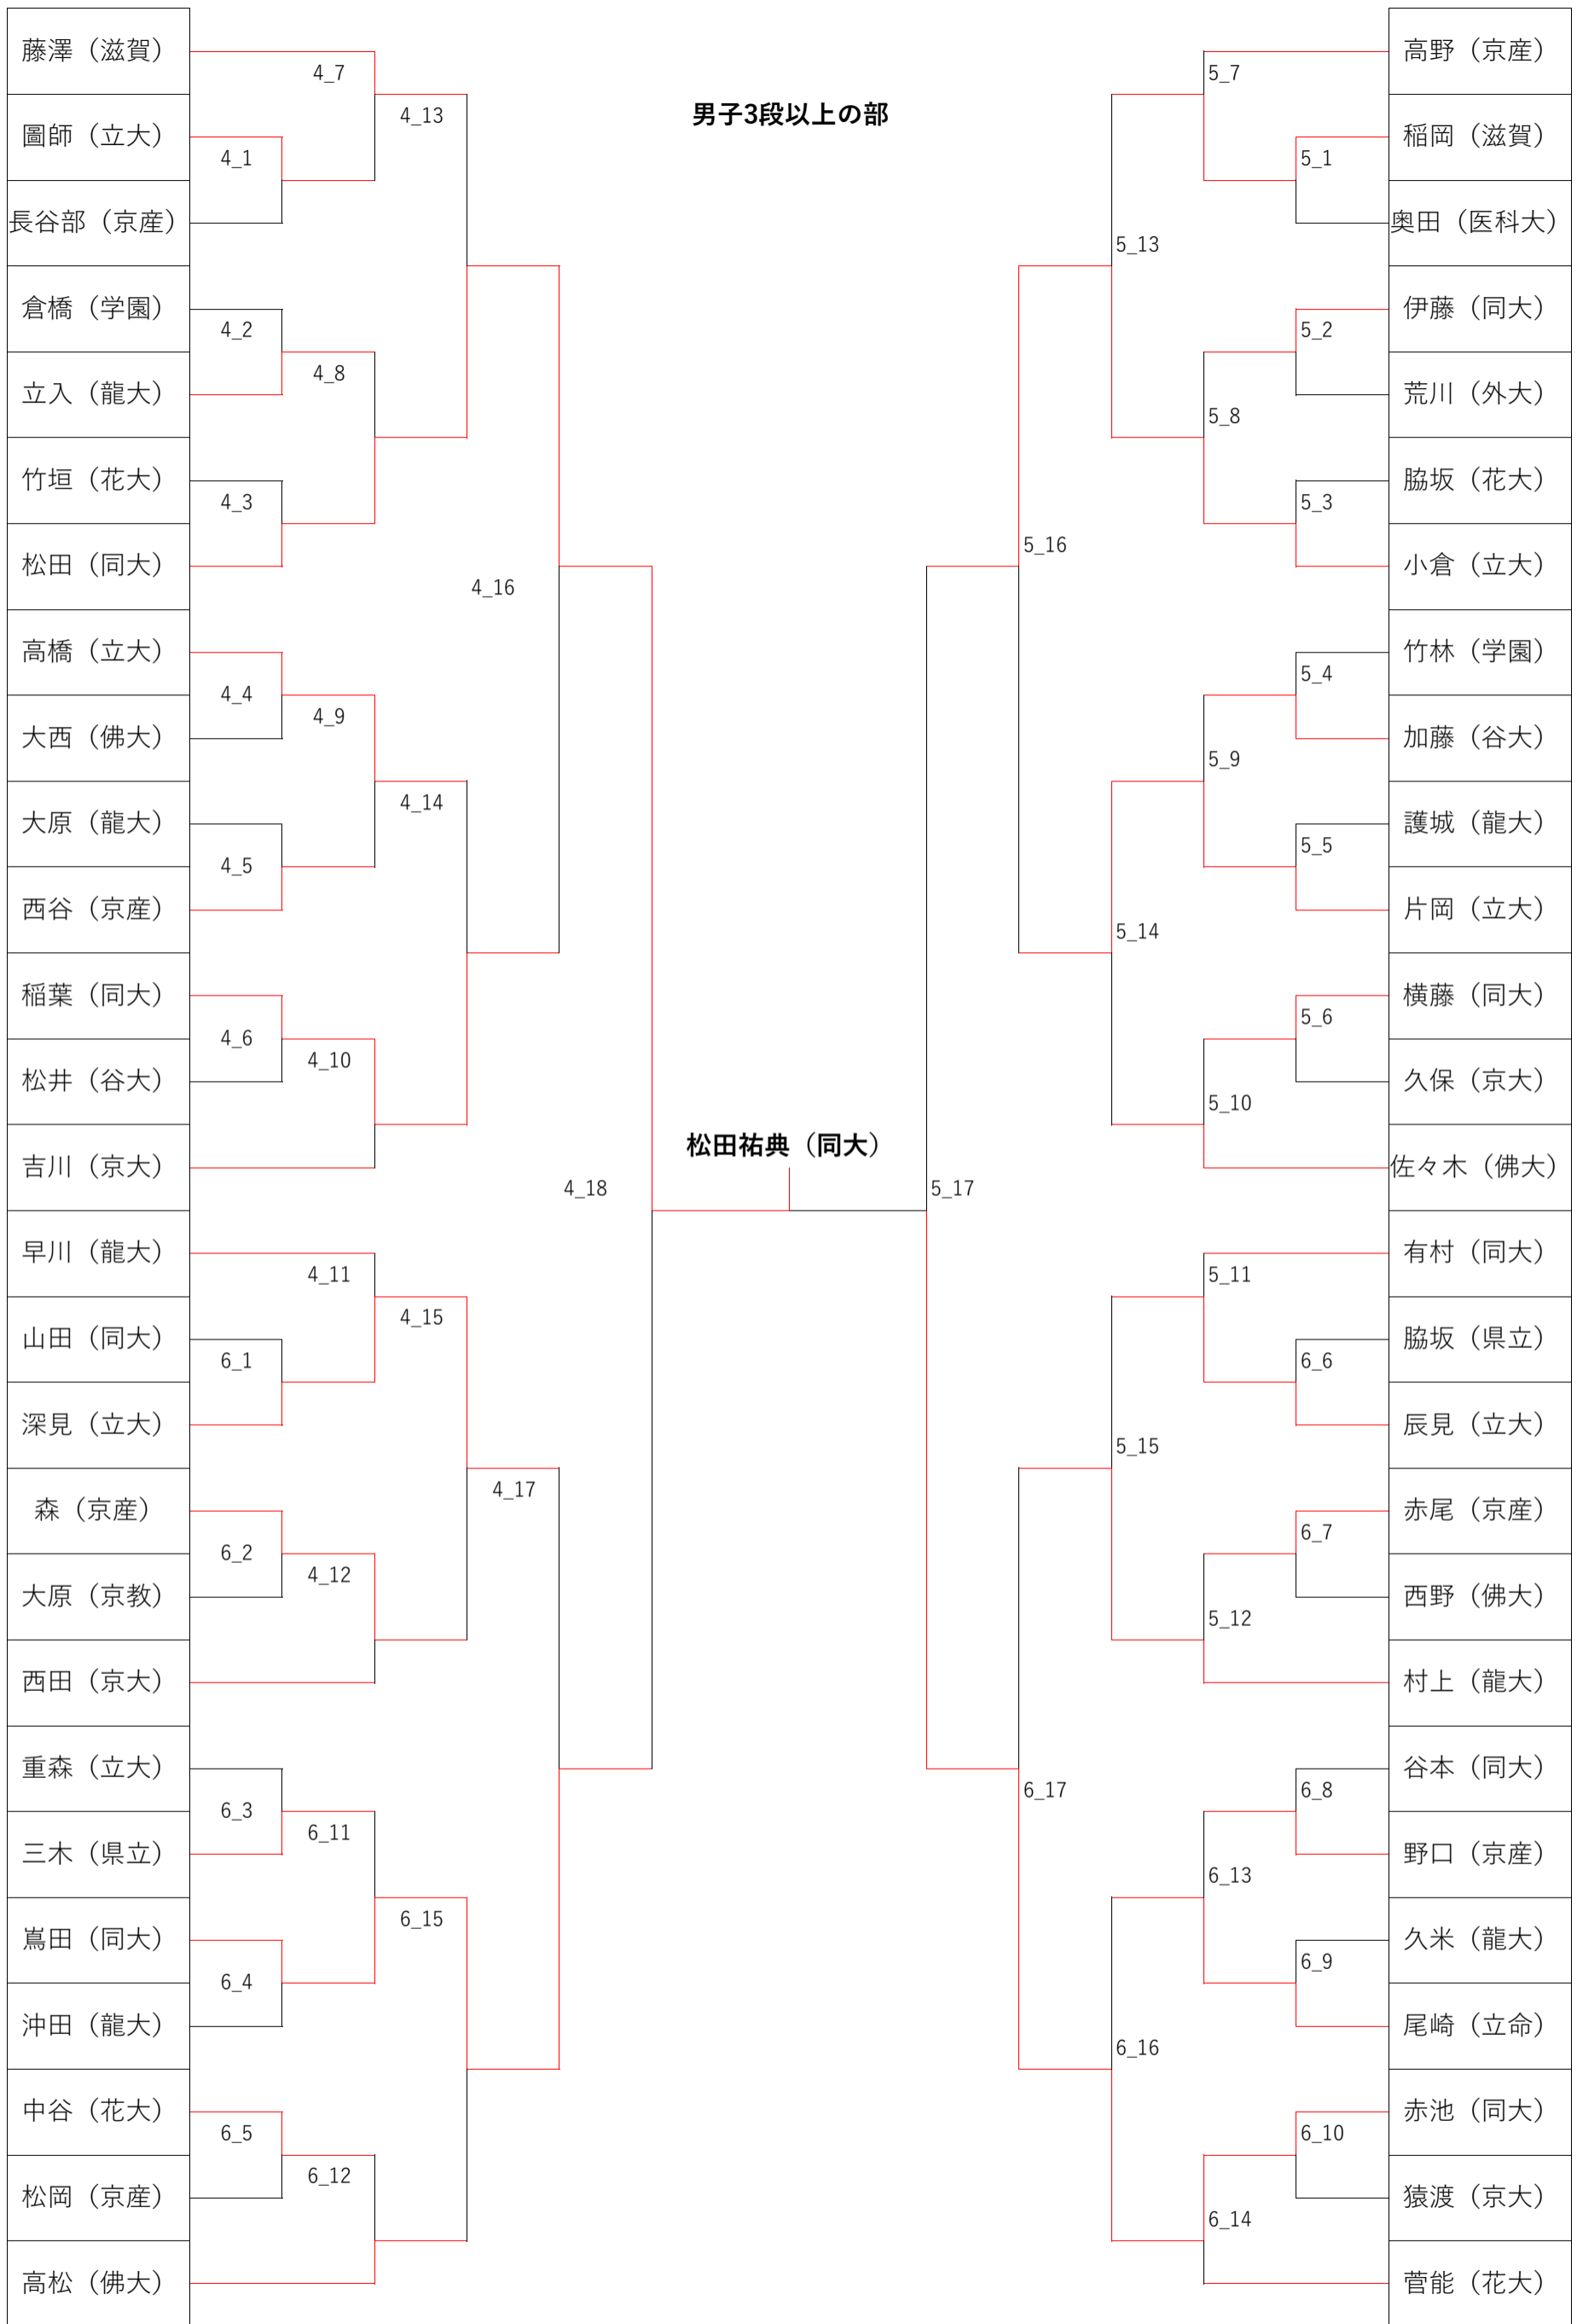 男子3段以上の部
藤澤（滋賀）
圖師（立大）
長谷部（京産）
倉橋（学園）
立入（龍大）
竹垣（花大）
松田（同大）
高橋（立大）
大西（佛大）
大原（龍大）
西谷（京産）
稲葉（同大）
松井（谷大）
吉川（京大）
早川（龍大）
山田（同大）
深見（立大）
森（京産）
大原（京教）
西田（京大）
重森（立大）
三木（県立）
嶌田（同大）
沖田（龍大）
中谷（花大）
松岡（京産）
高松（佛大）
4_1
4_2
4_3
4_4
4_5
4_6
6_1
6_2
6_3
6_4
6_5
4_7
4_8
4_9
4_10
4_11
4_12
6_11
6_12
4_13
4_14
4_15
6_15
4_16
4_17
4_18
松田祐典（同大）
5_17
5_16
6_17
5_13
5_14
5_15
6_16
5_7
5_8
5_9
5_10
5_11
5_12
6_13
6_14
5_1
5_2
5_3
5_4
5_5
5_6
6_6
6_7
6_8
6_9
6_10
高野（京産）
稲岡（滋賀）
奥田（医科大）
伊藤（同大）
荒川（外大）
脇坂（花大）
小倉（立大）
竹林（学園）
加藤（谷大）
護城（龍大）
片岡（立大）
横藤（同大）
久保（京大）
佐々木（佛大）
有村（同大）
脇坂（県立）
辰見（立大）
赤尾（京産）
西野（佛大）
村上（龍大）
谷本（同大）
野口（京産）
久米（龍大）
尾崎（立命）
赤池（同大）
猿渡（京大）
菅能（花大）